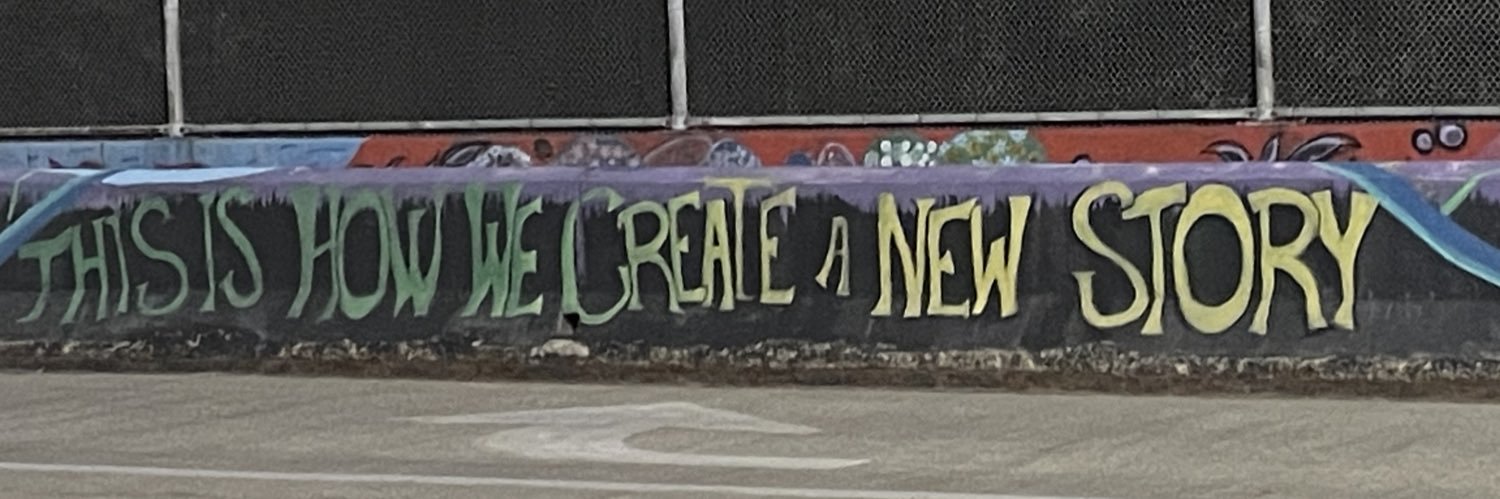 THIS IS HOW WE CREATE A NEW STORY